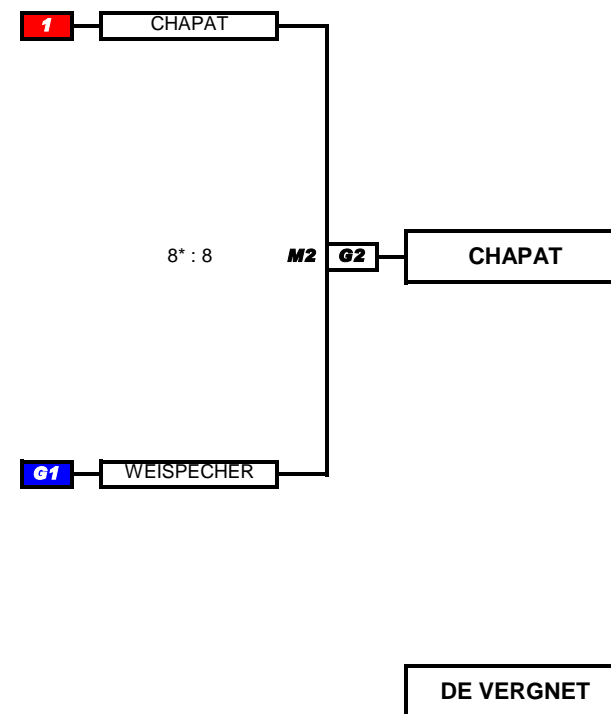 1 CHAPAT
8* : 8 M2 G2 CHAPAT
G1 WEISPECHER
DE VERGNET